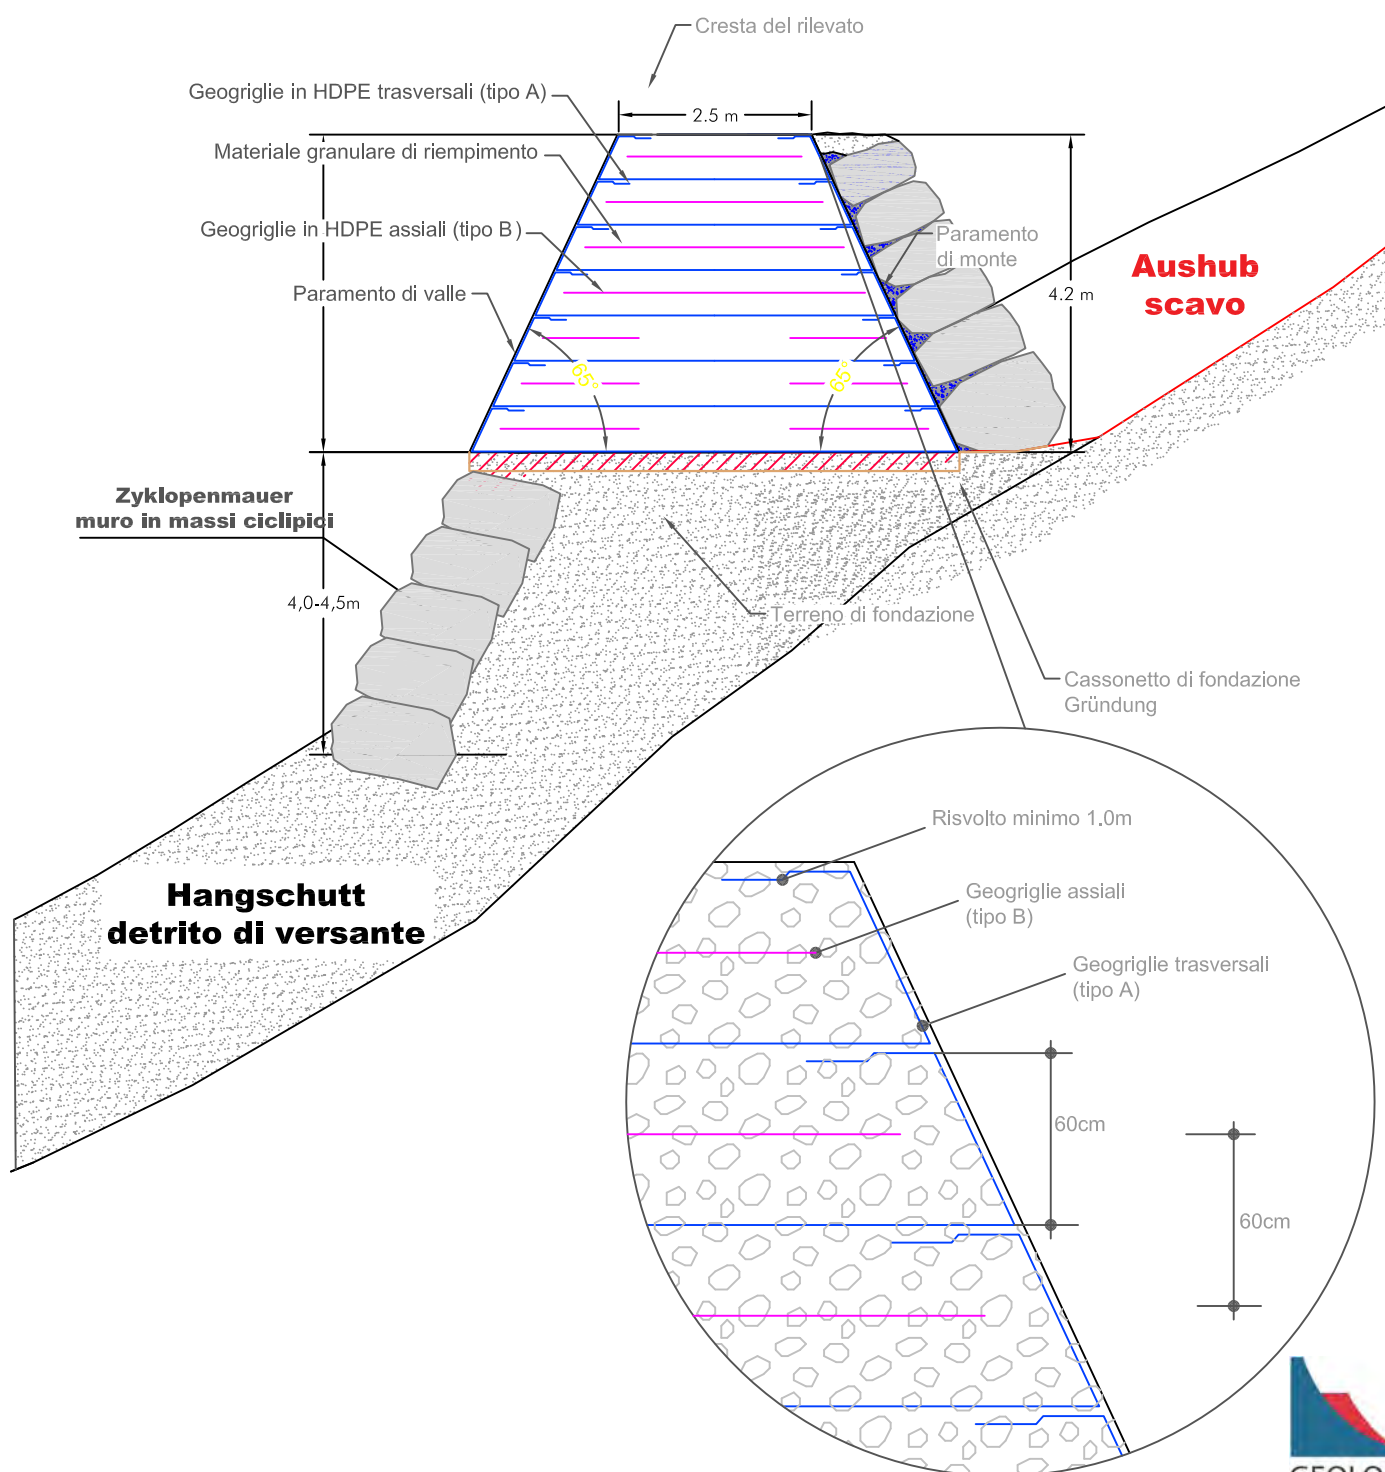 Cresta del rilevato
Geogriglie in HDPE trasversali (tipo A)
2.5 m
Materiale granulare di riempimento
Geogriglie in HDPE assiali (tipo B)
Paramento
di monte
Aushub
scavo
Paramento di valle
4.2 m
65°
65°
Zyklopenmauer
muro in massi ciclipici
4,0-4,5m
Terreno di fondazione
Cassonetto di fondazione
Gründung
Risvolto minimo 1.0m
Hangschutt
detrito di versante
Geogriglie assiali
(tipo B)
Geogriglie trasversali
(tipo A)
60cm
60cm